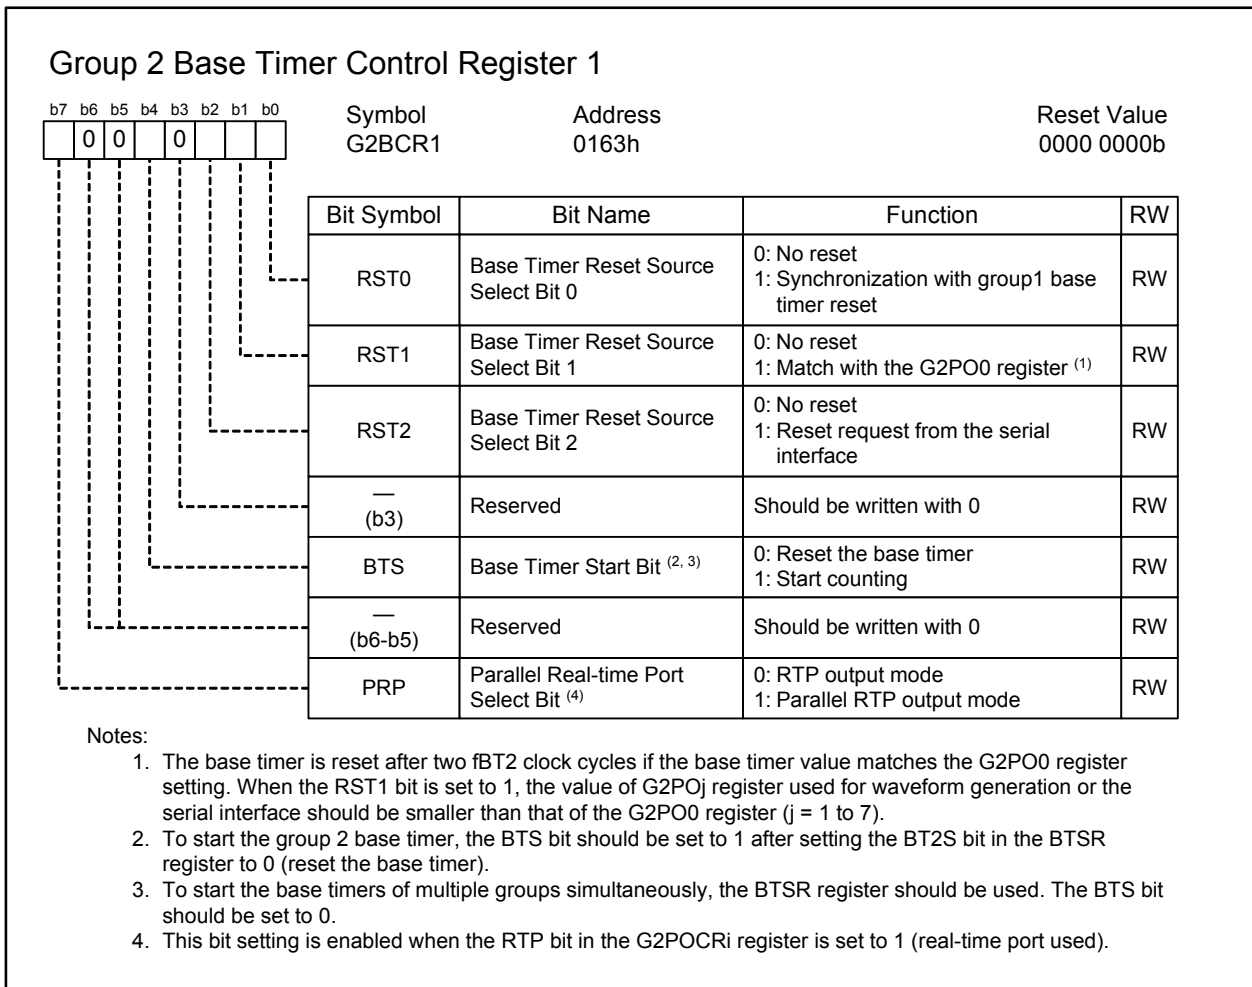 Group 2 Base Timer Control Register 1
b7 b6 b5 b4 b3 b2 b1 b0
0 0 0
Symbol Address Reset Value
G2BCR1 0163h 0000 0000b
Bit Symbol Bit Name Function RW
RST0
Base Timer Reset Source
Select Bit 0
0: No reset
1: Synchronization with group1 base
timer reset
RW
RST1
Base Timer Reset Source
Select Bit 1
0: No reset
1: Match with the G2PO0 register (1)
RW
RST2
Base Timer Reset Source
Select Bit 2
0: No reset
1: Reset request from the serial
interface
RW
—
(b3)
Reserved
Should be written with 0
RW
BTS
Base Timer Start Bit (2, 3)
0: Reset the base timer
1: Start counting
RW
—
(b6-b5)
Reserved
Should be written with 0
RW
PRP
Parallel Real-time Port
Select Bit (4)
0: RTP output mode
1: Parallel RTP output mode
RW
Notes:
1. The base timer is reset after two fBT2 clock cycles if the base timer value matches the G2PO0 register
setting. When the RST1 bit is set to 1, the value of G2POj register used for waveform generation or the
serial interface should be smaller than that of the G2PO0 register (j = 1 to 7).
2. To start the group 2 base timer, the BTS bit should be set to 1 after setting the BT2S bit in the BTSR
register to 0 (reset the base timer).
3. To start the base timers of multiple groups simultaneously, the BTSR register should be used. The BTS bit
should be set to 0.
4. This bit setting is enabled when the RTP bit in the G2POCRi register is set to 1 (real-time port used).